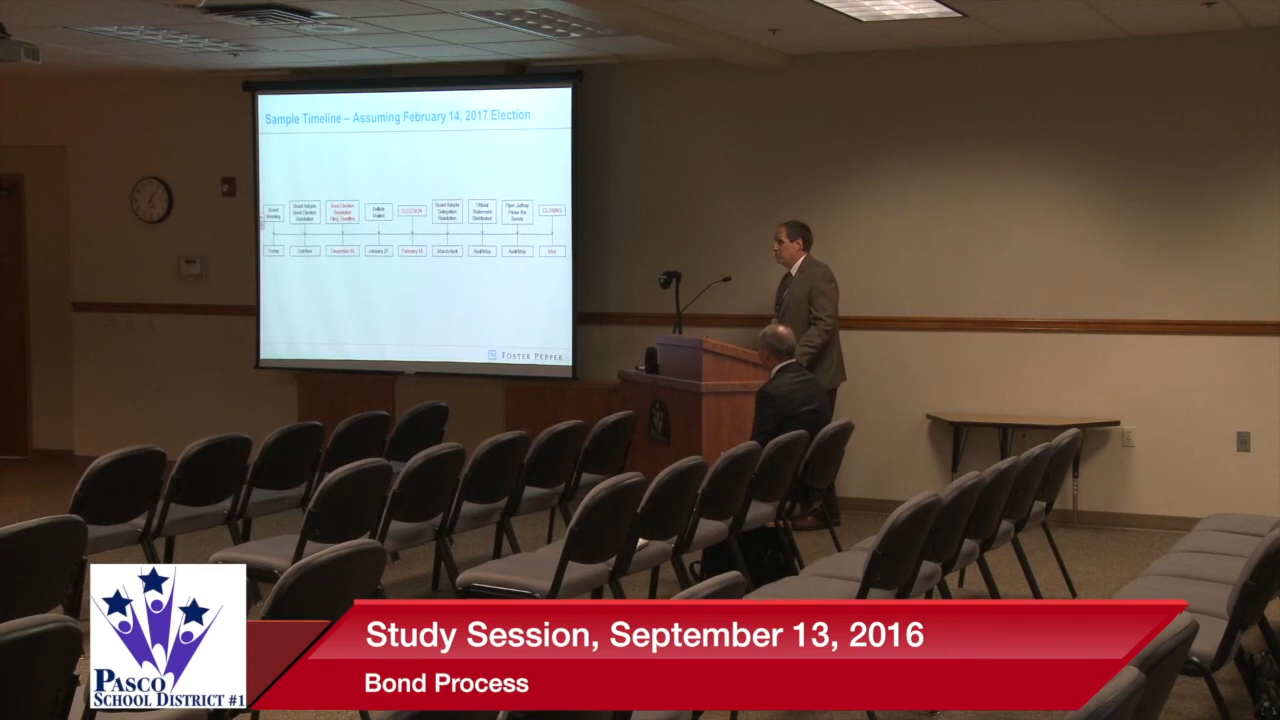 Sample Timeline – Assuming February 14, 2017 Election
Board
Meeting
Board Adopts
Bond Election
Resolution
Bond Election
Resolution
Filing Deadline
Ballots
Mailed
ELECTION
Board Adopts
Delegation
Resolution
Official
Statement
Distributed
Piper Jaffray
Prices the
Bonds
CLOSING
Today
December 16
January 27
February 14
March/April
April/May
April/May
May
FOSTER PEPPER
Study Session, September 13, 2016
Bond Process
PASCO
SCHOOL DISTRICT #1